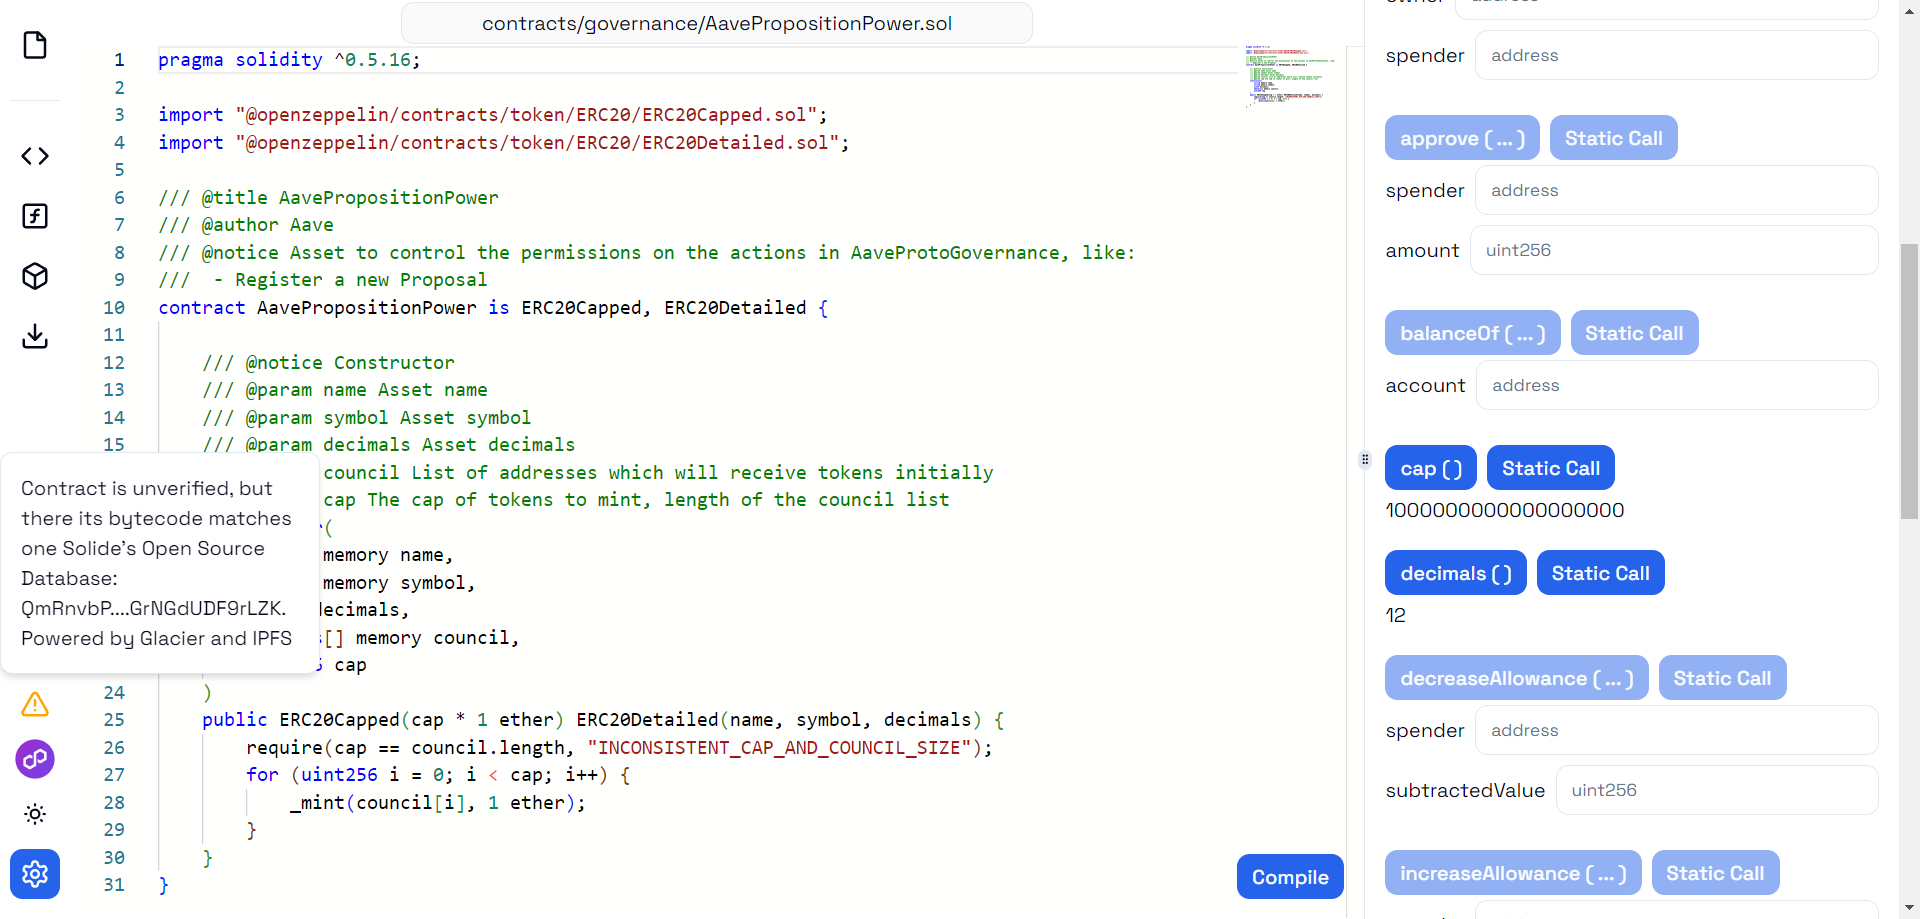 contracts/governance/AavePropositionPower.sol
1 pragma solidity ^0.5.16;
2
3 import "@openzeppelin/contracts/token/ERC20/ERC20Capped.sol";
4 import "@openzeppelin/contracts/token/ERC20/ERC20Detailed.sol";
5
6 /// @title AavePropositionPower
7 /// @author Aave
8 /// @notice Asset to control the permissions on the actions in AaveProtoGovernance, like:
9 ///  - Register a new Proposal
10 contract AavePropositionPower is ERC20Capped, ERC20Detailed {
11
12     /// @notice Constructor
13     /// @param name Asset name
14     /// @param symbol Asset symbol
15     /// @param decimals Asset decimals
council List of addresses which will receive tokens initially
cap The cap of tokens to mint, length of the council list
(
memory name,
memory symbol,
decimals,
[] memory council,
cap
24     )
25     public ERC20Capped(cap * 1 ether) ERC20Detailed(name, symbol, decimals) {
26         require(cap == council.length, "INCONSISTENT_CAP_AND_COUNCIL_SIZE");
27         for (uint256 i = 0; i < cap; i++) {
28             _mint(council[i], 1 ether);
29         }
30     }
31 }
Contract is unverified, but
there its bytecode matches
one Solide's Open Source
Database:
QmRnvbP....GrNGdUDF9rLZK.
Powered by Glacier and IPFS
Compile
owner address
spender address
approve (...) Static Call
spender address
amount uint256
balanceOf (...) Static Call
account address
cap () Static Call
1000000000000000000
decimals () Static Call
12
decreaseAllowance (...) Static Call
spender address
subtractedValue uint256
increaseAllowance (...) Static Call